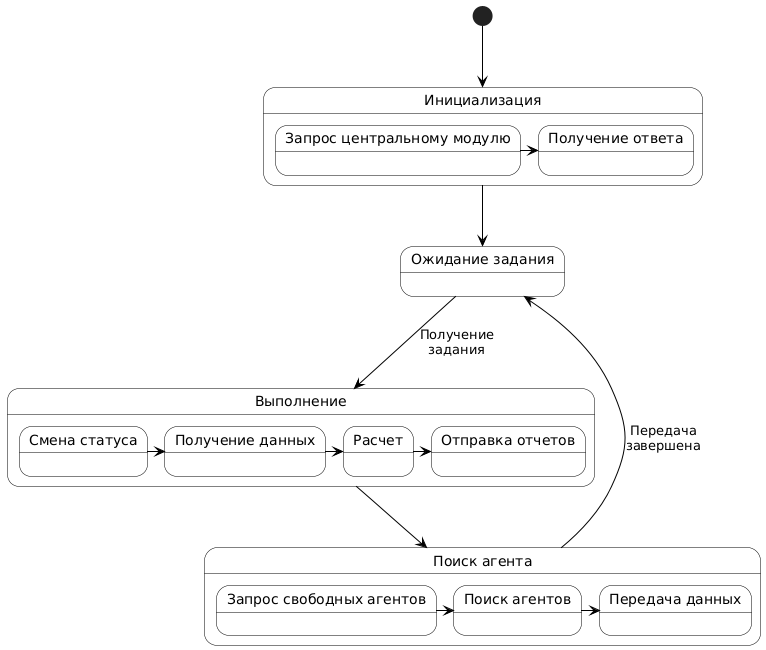 Инициализация
Запрос центральному модулю
Получение ответа
Ожидание задания
Получение
задания
Выполнение
Смена статуса
Получение данных
Расчет
Отправка отчетов
Передача
завершена
Поиск агента
Запрос свободных агентов
Поиск агентов
Передача данных